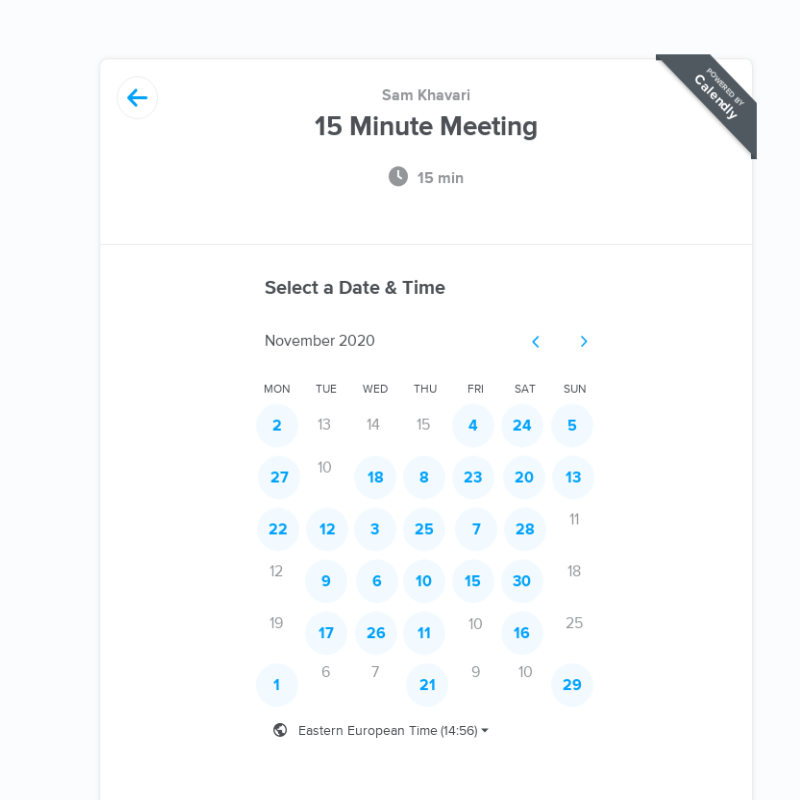 POWERED BY
Calendly
Sam Khavari
15 Minute Meeting
15 min
Select a Date & Time
November 2020
MON TUE WED THU FRI SAT SUN
2 13 14 15 4 24 5
27 10 18 8 23 20 13
22 12 3 25 7 28 11
12 9 6 10 15 30 18
19 17 26 11 10 16 25
1 6 7 21 9 10 29
Eastern European Time (14:56)